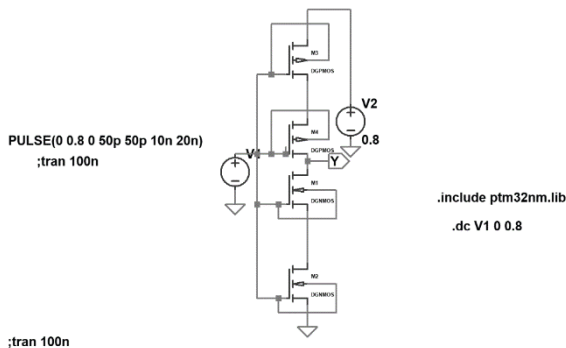 M3
DGPMOS
V2
M4
PULSE(0 0.8 0 50p 50p 10n 20n)
DGPMOS
0.8
V1
Y
;tran 100n
M1
DGNMOS
.include ptm32nm.lib
.dc V1 0 0.8
M2
DGNMOS
;tran 100n